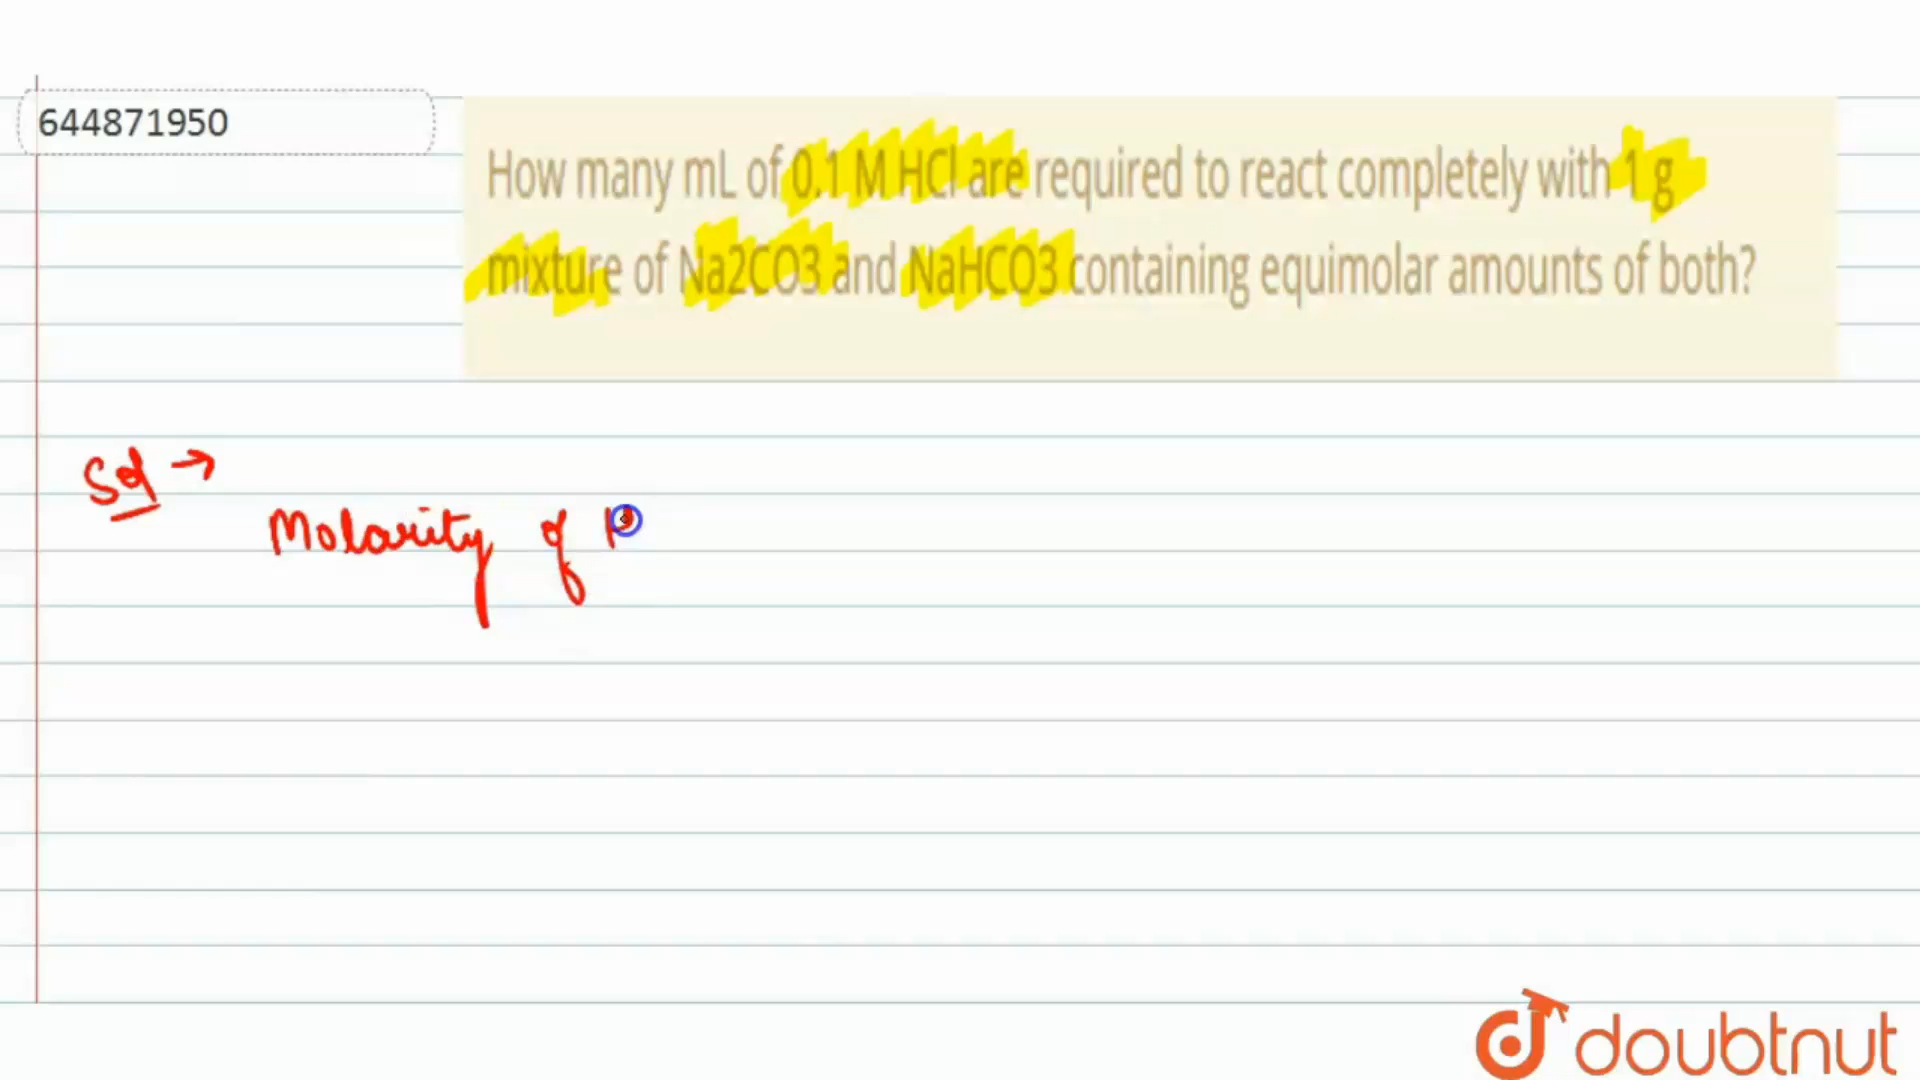 644871950
How many mL of 0.1 M HCl are required to react completely with 1 g
mixture of Na2CO3 and NaHCO3 containing equimolar amounts of both?
Sol →
Molarity of
doubtnut